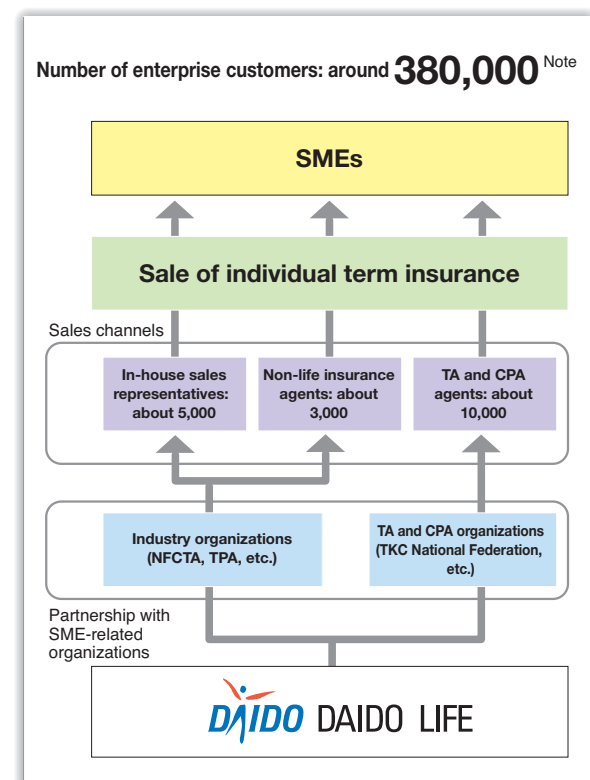 Number of enterprise customers: around 380,000 Note
SMEs
Sale of individual term insurance
Sales channels
In-house sales
representatives:
about 5,000
Non-life insurance
agents: about
3,000
TA and CPA
agents: about
10,000
Industry organizations
(NFCTA, TPA, etc.)
TA and CPA organizations
(TKC National Federation,
etc.)
Partnership with
SME-related
organizations
DAIDO DAIDO LIFE